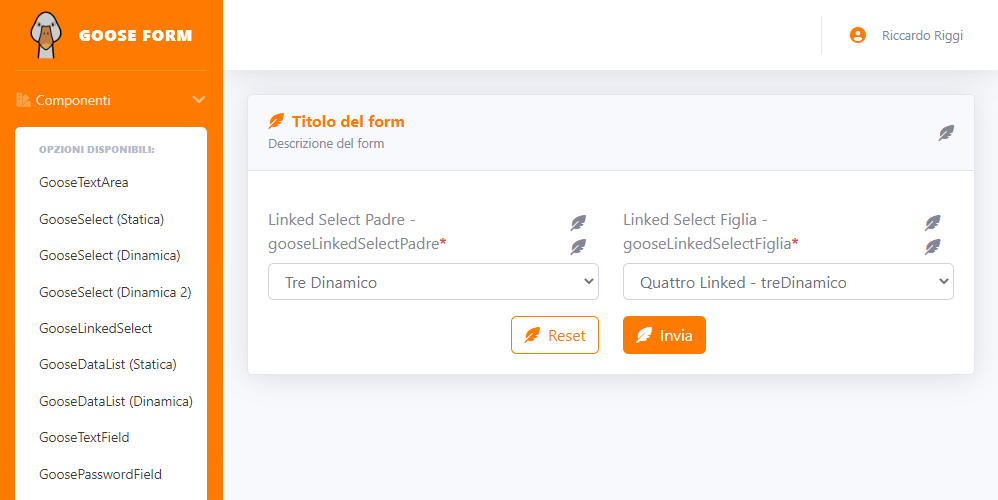 GOOSE FORM
Riccardo Riggi
Componenti
OPZIONI DISPONIBILI:
GooseTextArea
GooseSelect (Statica)
GooseSelect (Dinamica)
GooseSelect (Dinamica 2)
GooseLinkedSelect
GooseDataList (Statica)
GooseDataList (Dinamica)
GooseTextField
GoosePasswordField
Titolo del form
Descrizione del form
Linked Select Padre -
gooseLinkedSelectPadre*
Tre Dinamico
Linked Select Figlia -
gooseLinkedSelectFiglia*
Quattro Linked - treDinamico
Reset
Invia